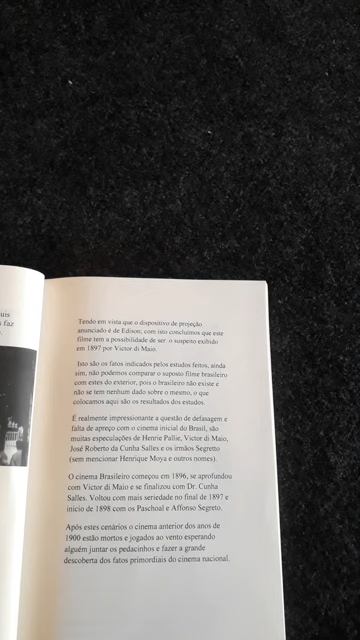 uis
s faz
Tendo em vista que o dispositivo de projeção
anunciado é de Edison; com isto concluímos que este
filme tem a possibilidade de ser o suspeito exibido
em 1897 por Victor di Maio.
Isto são os fatos indicados pelos estudos feitos, ainda
sim, não podemos comparar o suposto filme brasileiro
com estes do exterior, pois o brasileiro não existe e
não se tem nenhum dado sobre o mesmo, o que
colocamos aqui são os resultados dos estudos.
É realmente impressionante a questão de defasagem e
falta de apreço com o cinema inicial do Brasil, são
muitas especulações de Henrie Pallie, Victor di Maio,
José Roberto da Cunha Salles e os irmãos Segretto
(sem mencionar Henrique Moya e outros nomes).
O cinema Brasileiro começou em 1896, se aprofundou
com Victor di Maio e se finalizou com Dr. Cunha
Salles. Voltou com mais seriedade no final de 1897 e
início de 1898 com os Paschoal e Affonso Segreto.
Após estes cenários o cinema anterior dos anos de
1900 estão mortos e jogados ao vento esperando
alguém juntar os pedacinhos e fazer a grande
descoberta dos fatos primordiais do cinema nacional.